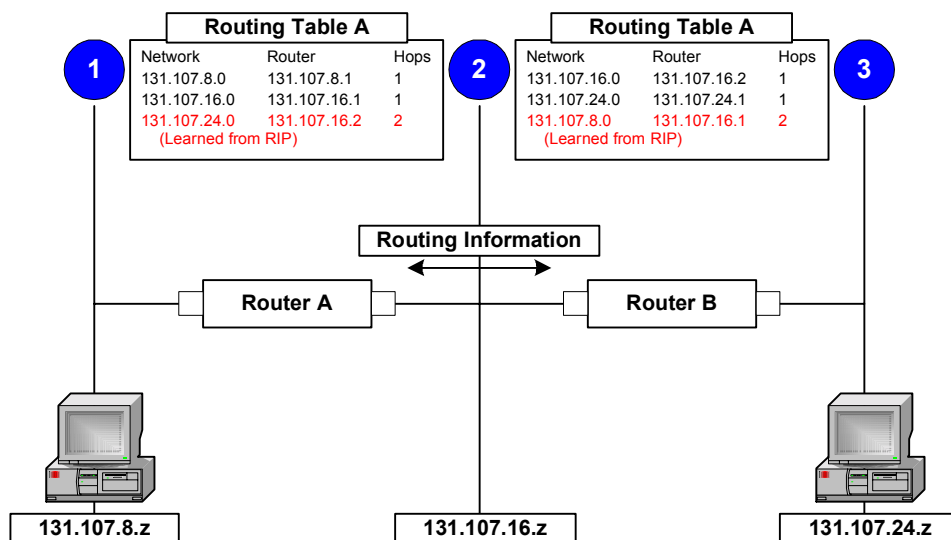 Routing Table A
Network Router Hops
131.107.8.0 131.107.8.1 1
131.107.16.0 131.107.16.1 1
131.107.24.0 131.107.16.2 2
(Learned from RIP)
Routing Table A
Network Router Hops
131.107.16.0 131.107.16.2 1
131.107.24.0 131.107.24.1 1
131.107.8.0 131.107.16.1 2
(Learned from RIP)
1
2
3
Routing Information
Router A
Router B
131.107.8.z
131.107.16.z
131.107.24.z